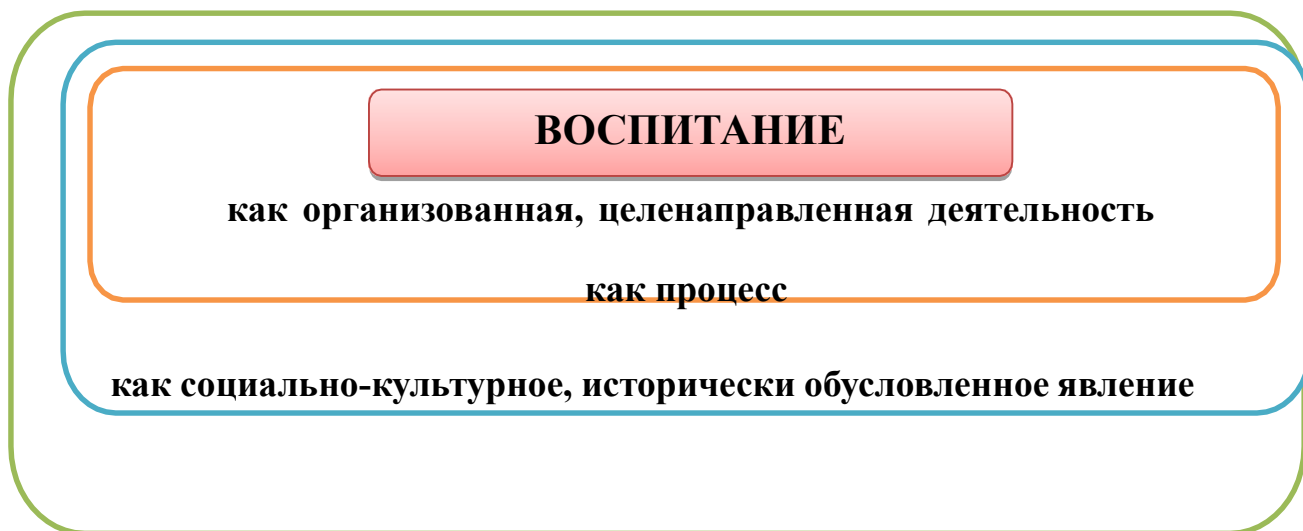 ВОСПИТАНИЕ
как организованная, целенаправленная деятельность
как процесс
как социально-культурное, исторически обусловленное явление